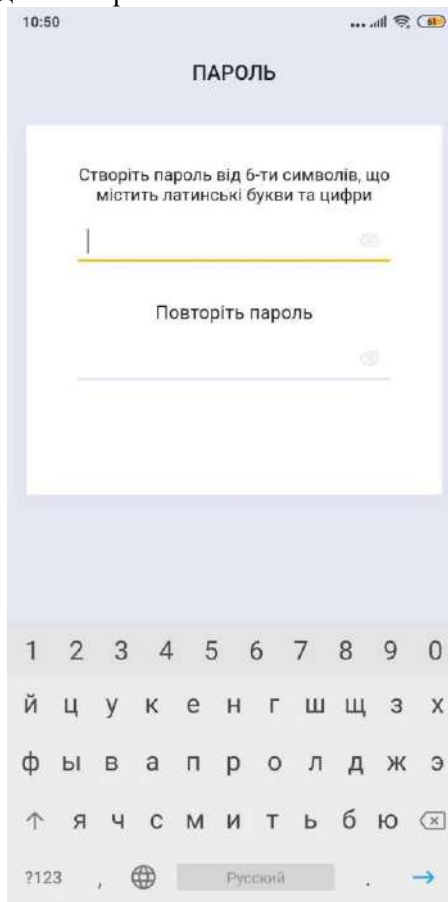 10:50
61
ПАРОЛЬ
Створіть пароль від 6-ти символів, що
містить латинські букви та цифри
Повторіть пароль
1 2 3 4 5 6 7 8 9 0
й ц у к е н г ш щ з х
ф ы в а п р о л д ж э
я ч с м и т ь б ю
?123 , Русский .